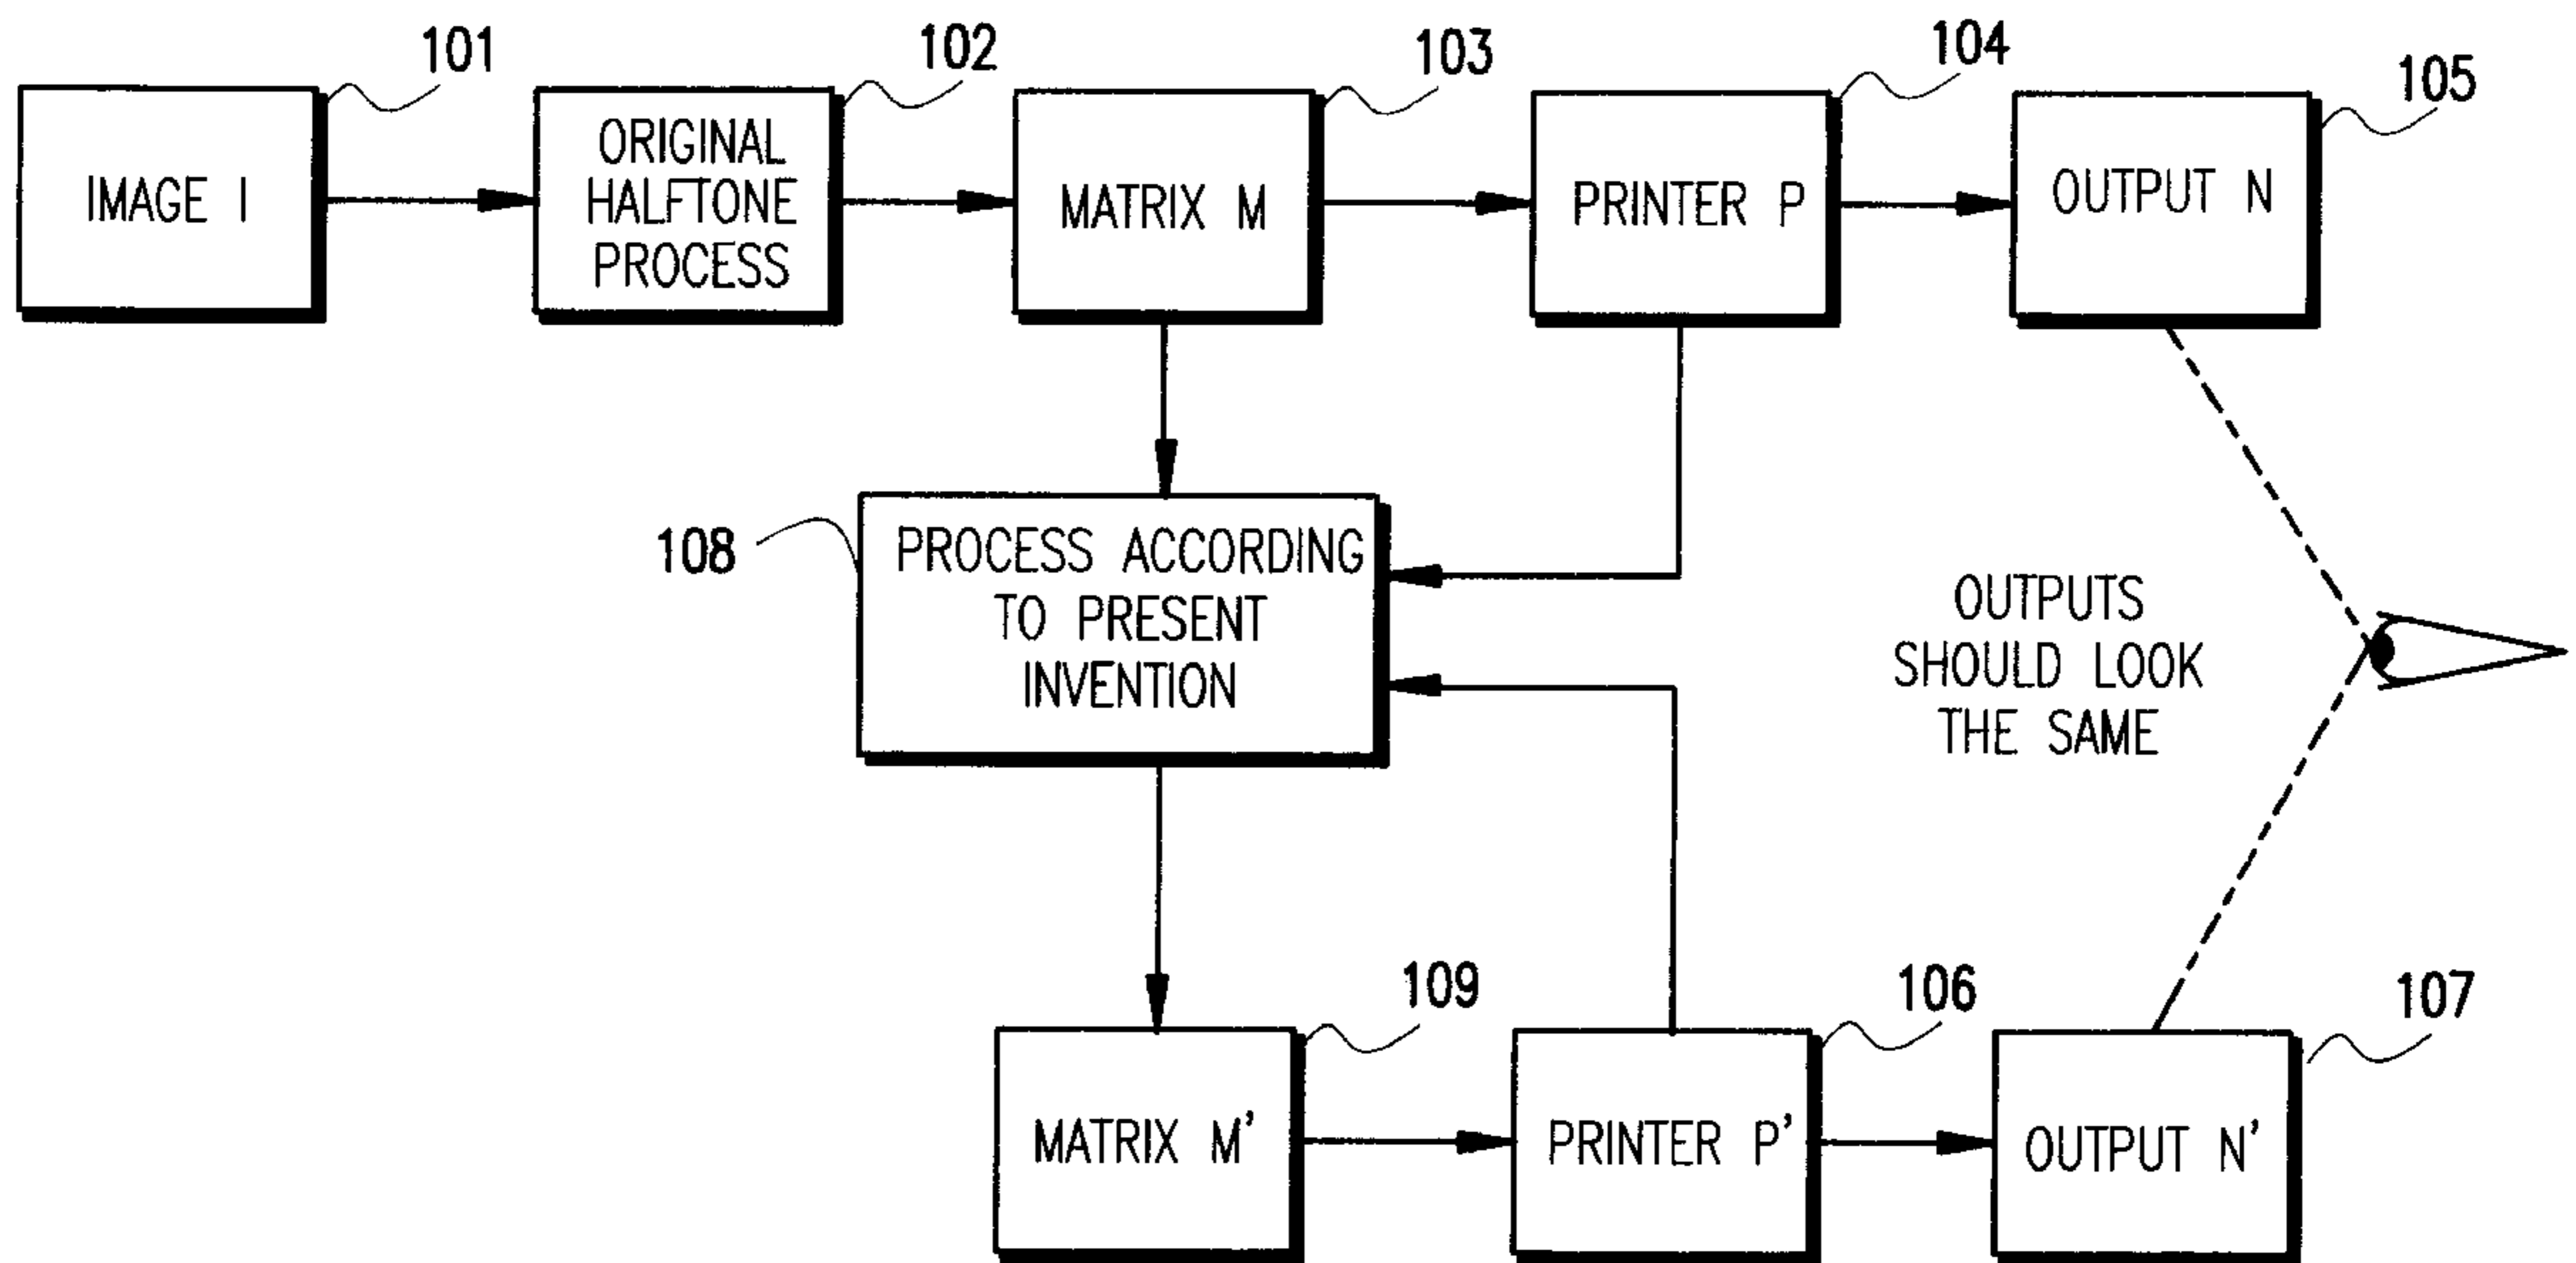 101
102
103
104
105
IMAGE I
ORIGINAL
HALFTONE
PROCESS
MATRIX M
PRINTER P
OUTPUT N
108
PROCESS ACCORDING
TO PRESENT
INVENTION
OUTPUTS
SHOULD LOOK
THE SAME
109
106
107
MATRIX M'
PRINTER P'
OUTPUT N'